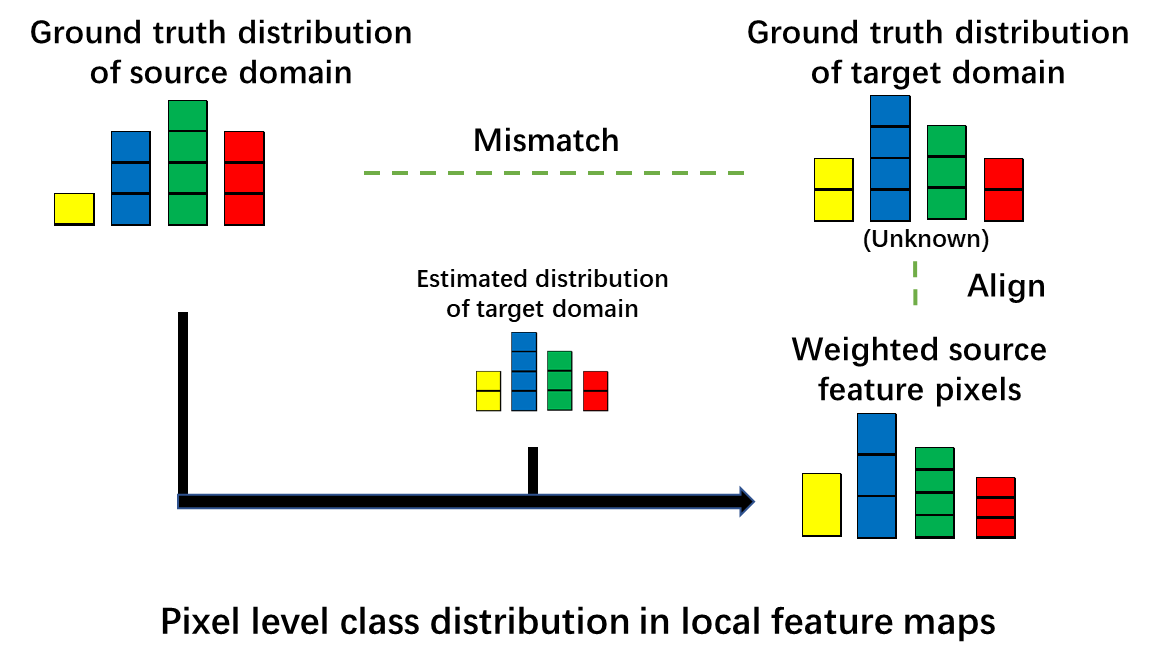 Ground truth distribution
of source domain
Ground truth distribution
of target domain
Mismatch
(Unknown)
Estimated distribution
of target domain
Align
Weighted source
feature pixels
Pixel level class distribution in local feature maps